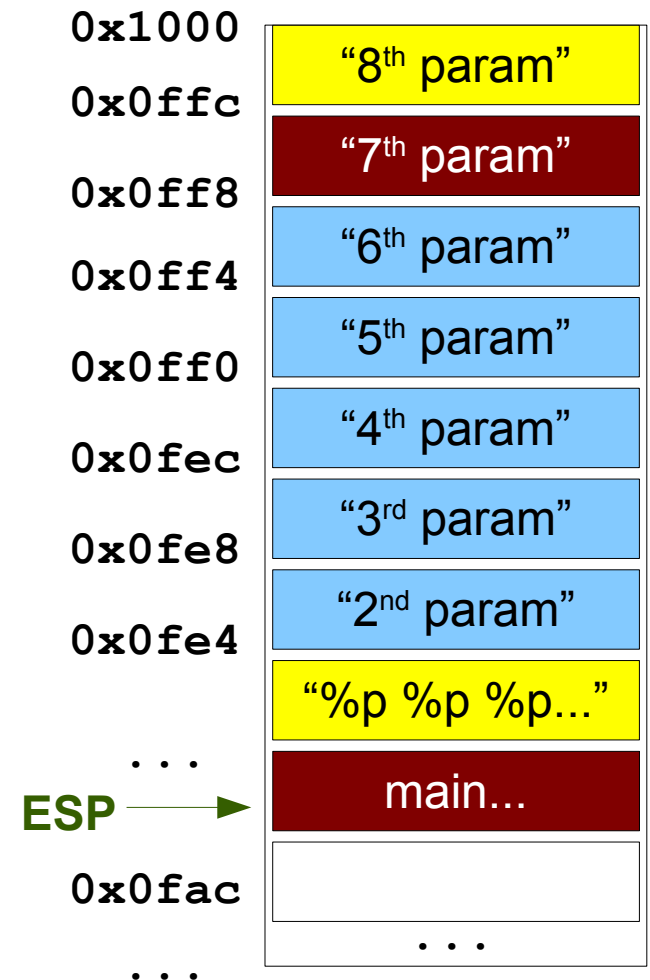 0x1000
“8th param”
0x0ffc
“7th param”
0x0ff8
“6th param”
0x0ff4
“5th param”
0x0ff0
“4th param”
0x0fec
“3rd param”
0x0fe8
“2nd param”
0x0fe4
“%p %p %p...”
...
main...
ESP
0x0fac
...
...